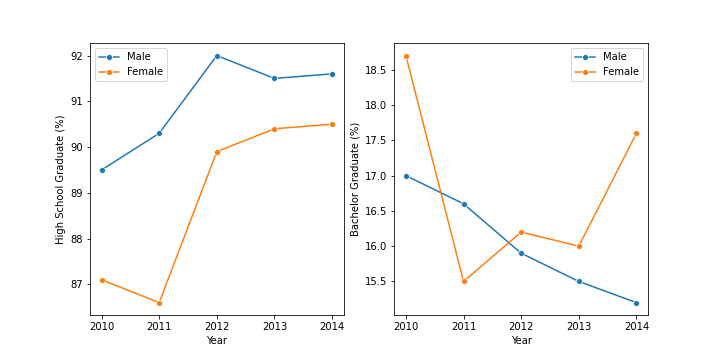 Male
Female
92
91
90
89
88
87
High School Graduate (%)
2010 2011 2012 2013 2014
Year
Male
Female
18.5
18.0
17.5
17.0
16.5
16.0
15.5
Bachelor Graduate (%)
2010 2011 2012 2013 2014
Year